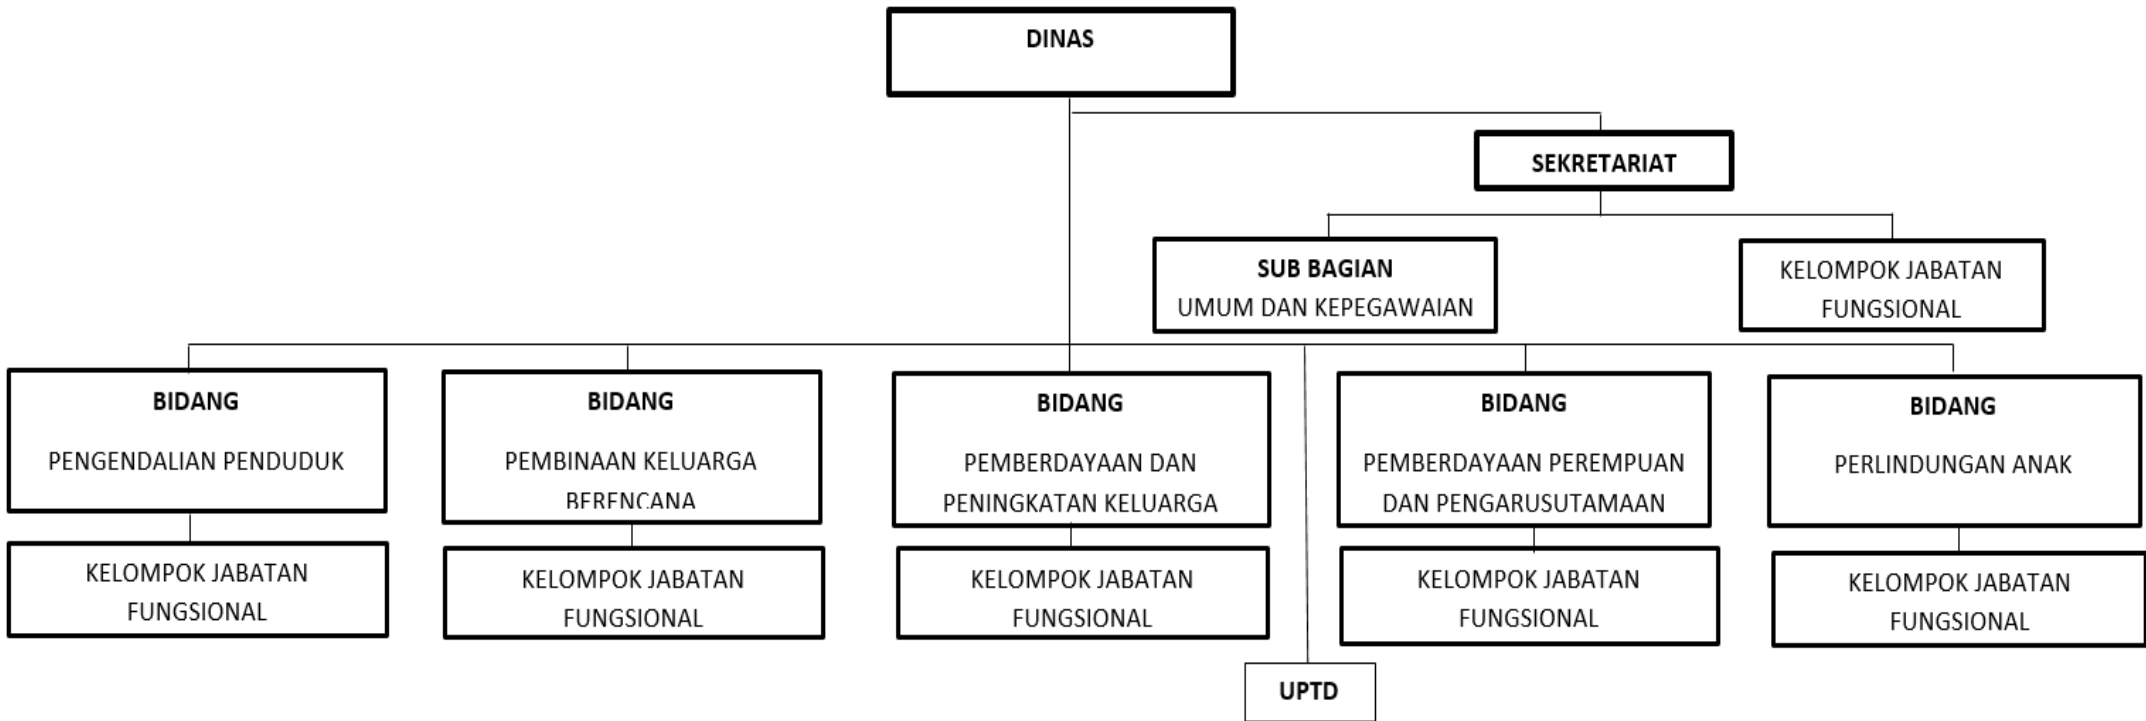 DINAS
SEKRETARIAT
SUB BAGIAN
UMUM DAN KEPEGAWAIAN
KELOMPOK JABATAN
FUNGSIONAL
BIDANG
PENGENDALIAN PENDUDUK
BIDANG
PEMBINAAN KELUARGA
BERENCANA
BIDANG
PEMBERDAYAAN DAN
PENINGKATAN KELUARGA
BIDANG
PEMBERDAYAAN PEREMPUAN
DAN PENGARUSUTAMAAN
BIDANG
PERLINDUNGAN ANAK
KELOMPOK JABATAN
FUNGSIONAL
KELOMPOK JABATAN
FUNGSIONAL
KELOMPOK JABATAN
FUNGSIONAL
KELOMPOK JABATAN
FUNGSIONAL
KELOMPOK JABATAN
FUNGSIONAL
UPTD